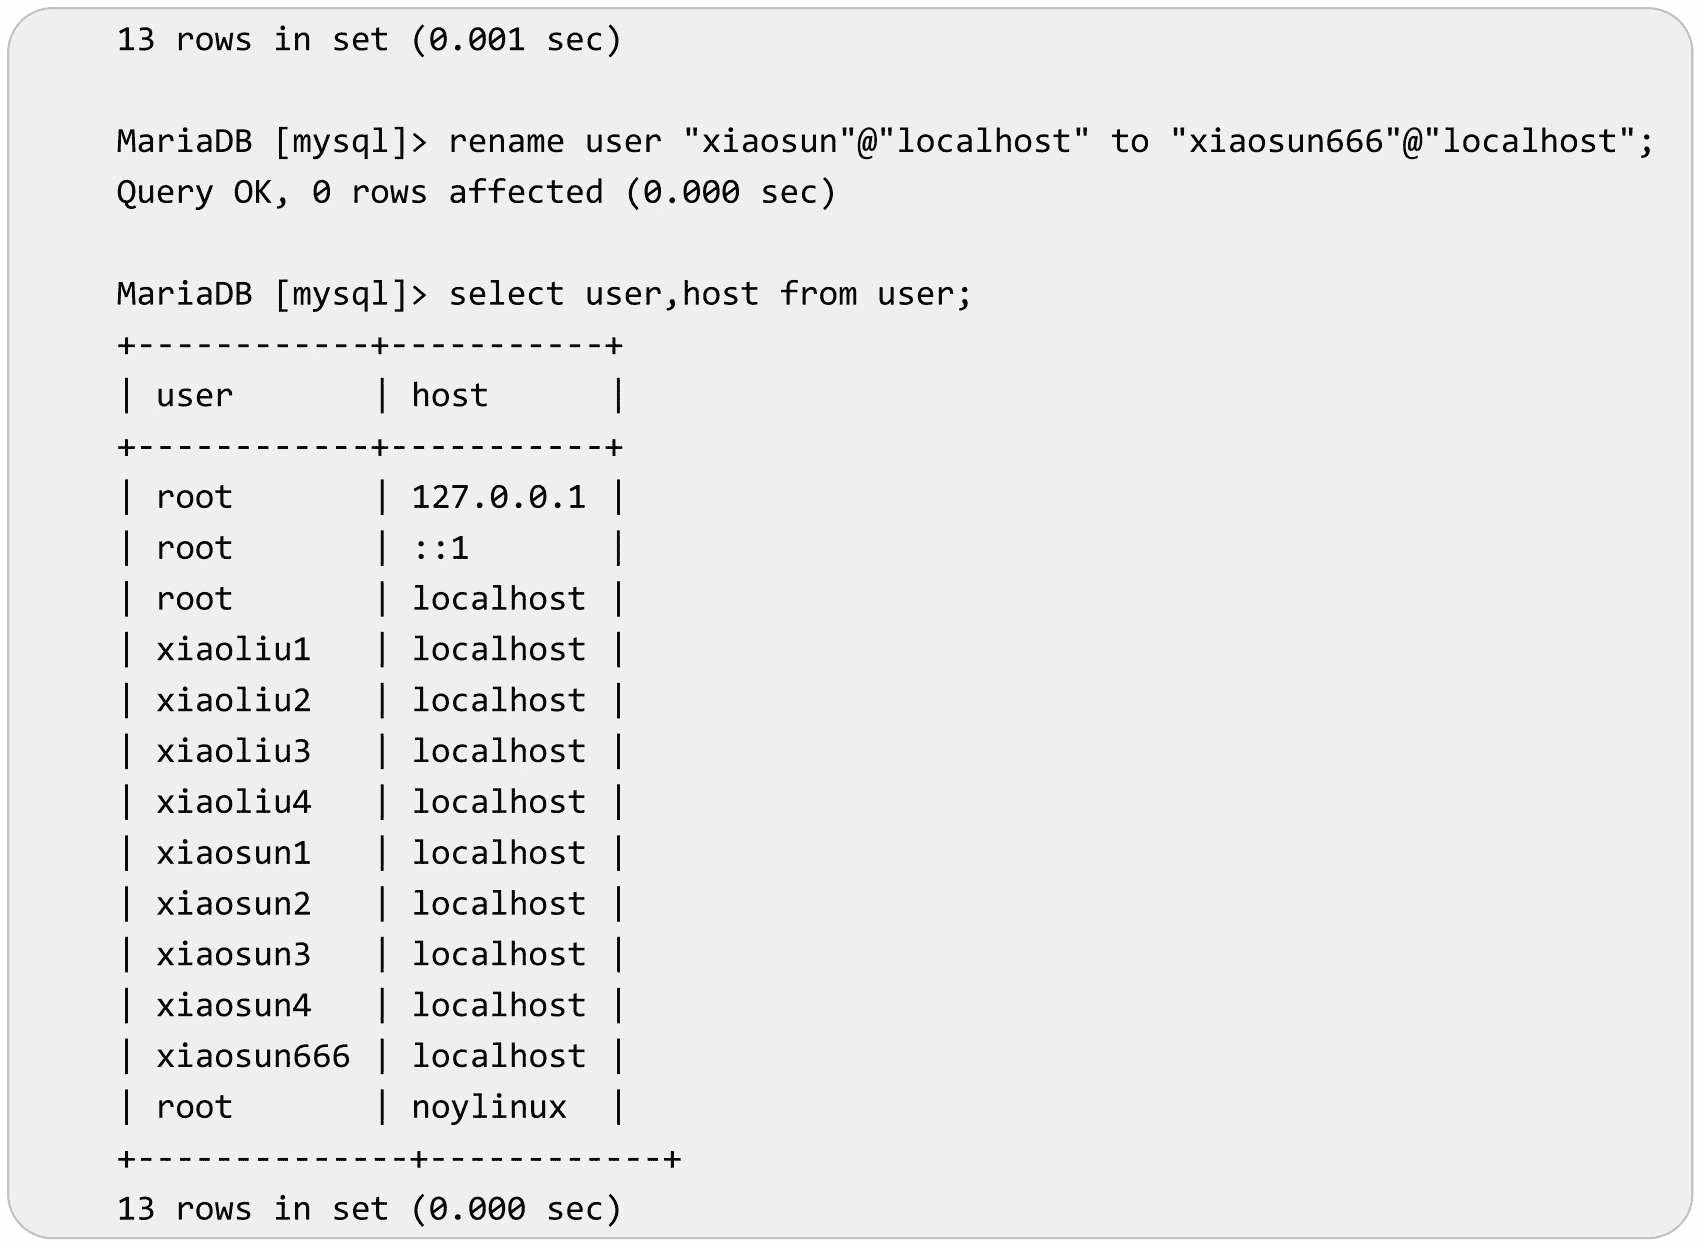 13 rows in set (0.001 sec)
MariaDB [mysql]> rename user "xiaosun"@"localhost" to "xiaosun666"@"localhost";
Query OK, 0 rows affected (0.000 sec)
MariaDB [mysql]> select user,host from user;
+------------+-----------+
| user       | host      |
+------------+-----------+
| root       | 127.0.0.1 |
| root       | ::1       |
| root       | localhost |
| xiaoliu1   | localhost |
| xiaoliu2   | localhost |
| xiaoliu3   | localhost |
| xiaoliu4   | localhost |
| xiaosun1   | localhost |
| xiaosun2   | localhost |
| xiaosun3   | localhost |
| xiaosun4   | localhost |
| xiaosun666 | localhost |
| root       | noylinux  |
+--------------+------------+
13 rows in set (0.000 sec)